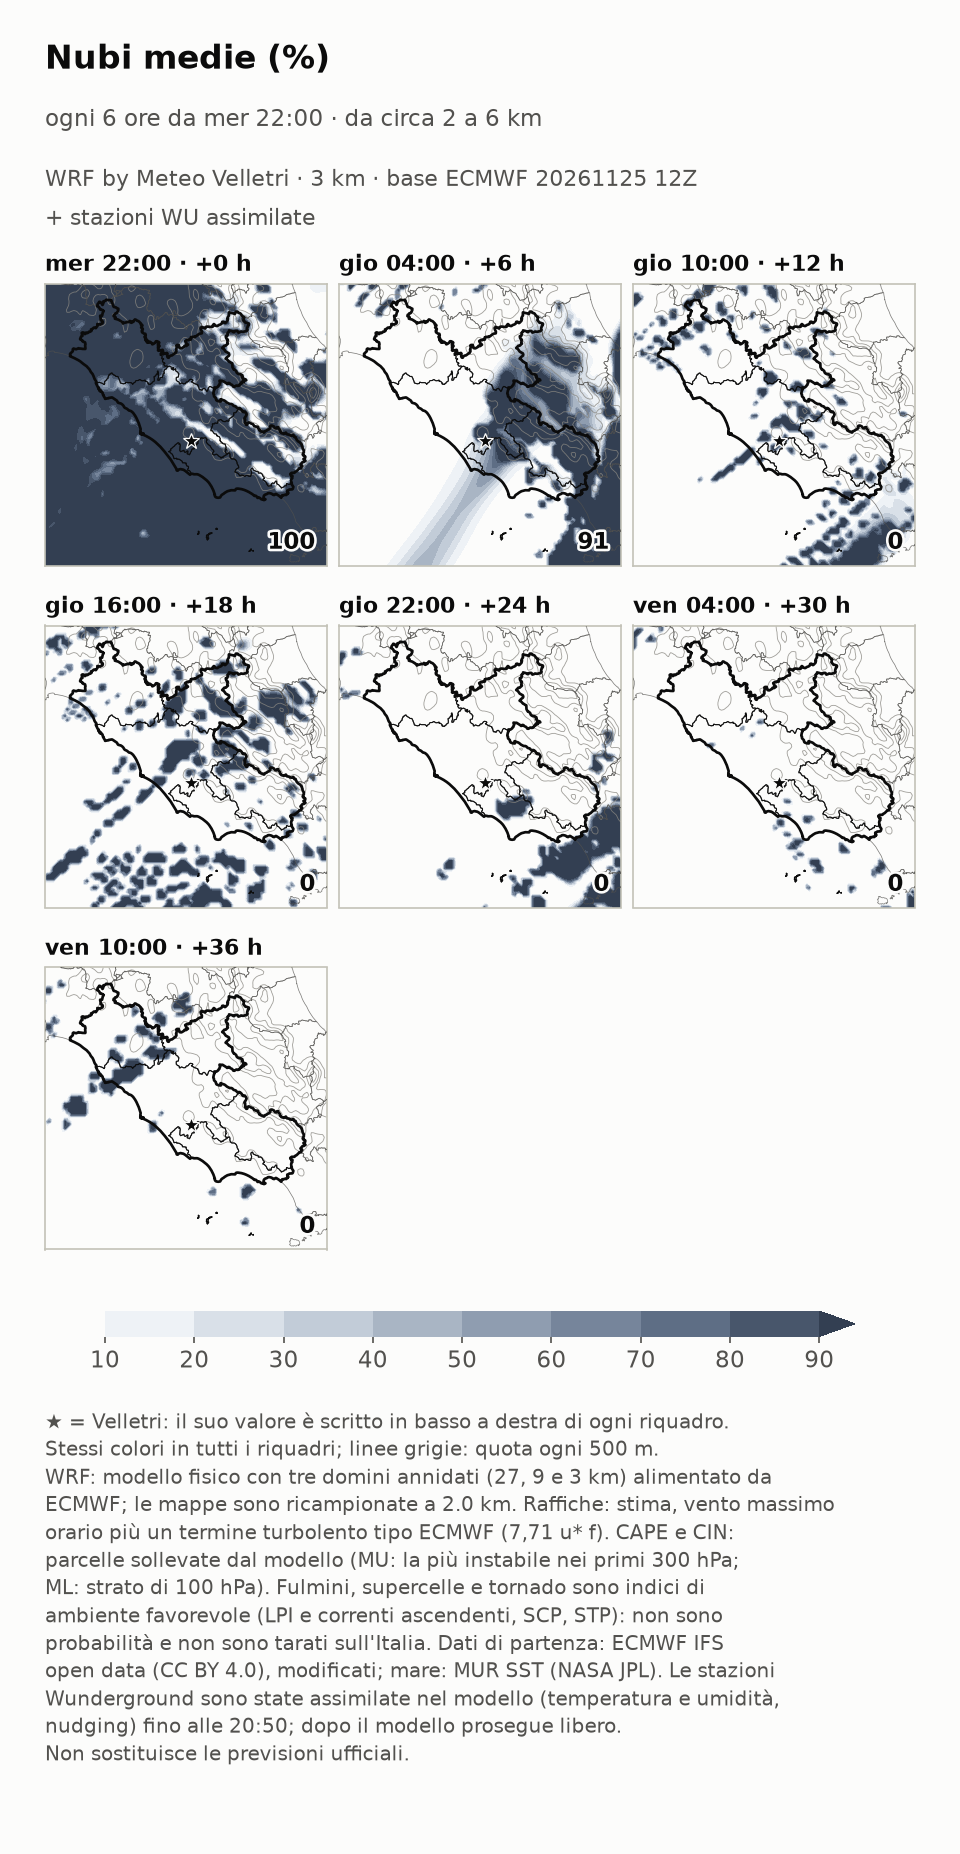 Nubi medie (%)
ogni 6 ore da mer 22:00 · da circa 2 a 6 km
WRF by Meteo Velletri · 3 km · base ECMWF 20261125 12Z
+ stazioni WU assimilate
mer 22:00 · +0 h
gio 04:00 · +6 h
gio 10:00 · +12 h
100
91
0
gio 16:00 · +18 h
gio 22:00 · +24 h
ven 04:00 · +30 h
0
0
0
ven 10:00 · +36 h
0
10 20 30 40 50 60 70 80 90
★ = Velletri: il suo valore è scritto in basso a destra di ogni riquadro.
Stessi colori in tutti i riquadri; linee grigie: quota ogni 500 m.
WRF: modello fisico con tre domini annidati (27, 9 e 3 km) alimentato da
ECMWF; le mappe sono ricampionate a 2.0 km. Raffiche: stima, vento massimo
orario più un termine turbolento tipo ECMWF (7,71 u* f). CAPE e CIN:
parcelle sollevate dal modello (MU: la più instabile nei primi 300 hPa;
ML: strato di 100 hPa). Fulmini, supercelle e tornado sono indici di
ambiente favorevole (LPI e correnti ascendenti, SCP, STP): non sono
probabilità e non sono tarati sull'Italia. Dati di partenza: ECMWF IFS
open data (CC BY 4.0), modificati; mare: MUR SST (NASA JPL). Le stazioni
Wunderground sono state assimilate nel modello (temperatura e umidità,
nudging) fino alle 20:50; dopo il modello prosegue libero.
Non sostituisce le previsioni ufficiali.